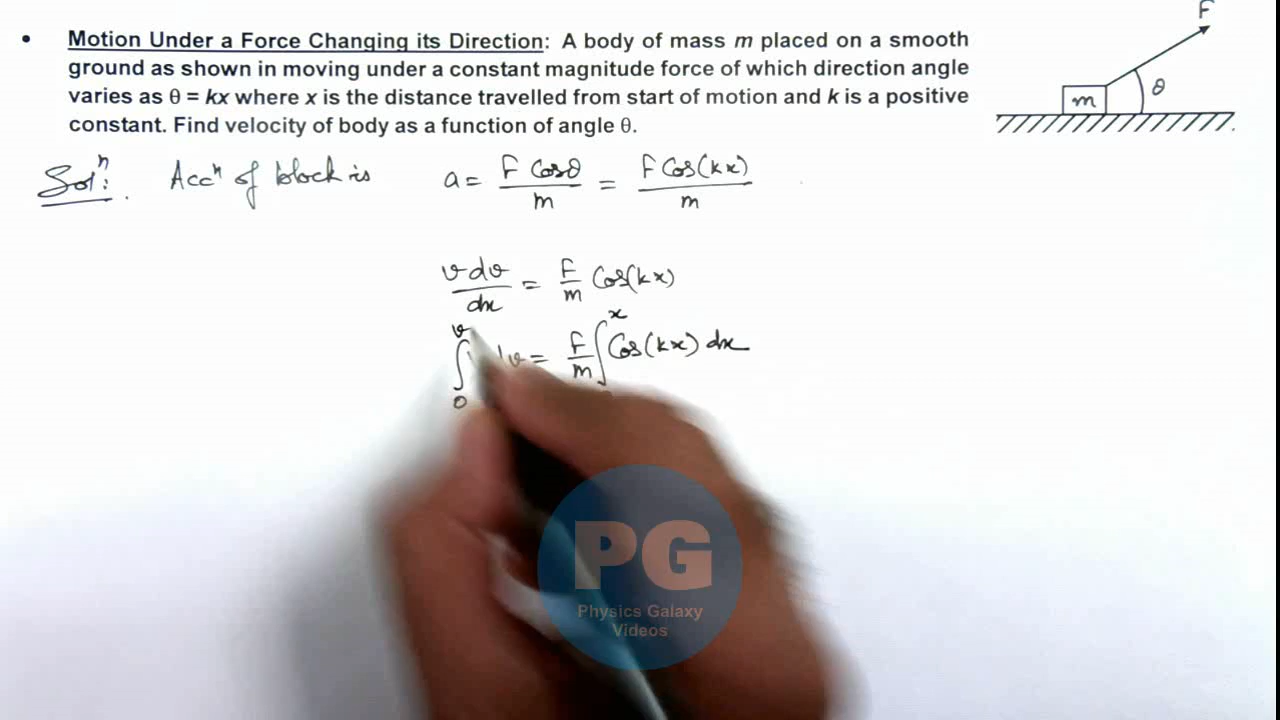 • Motion Under a Force Changing its Direction: A body of mass m placed on a smooth
ground as shown in moving under a constant magnitude force of which direction angle
varies as θ = kx where x is the distance travelled from start of motion and k is a positive
constant. Find velocity of body as a function of angle θ.
F
θ
m
Solⁿ: Accⁿ of block is a = F Cosθ / m = F Cos(kx) / m
v dv / dx = F/m Cos(kx)
∫₀ᵛ dv = F/m ∫ˣ Cos(kx) dx
PG
Physics Galaxy
Videos